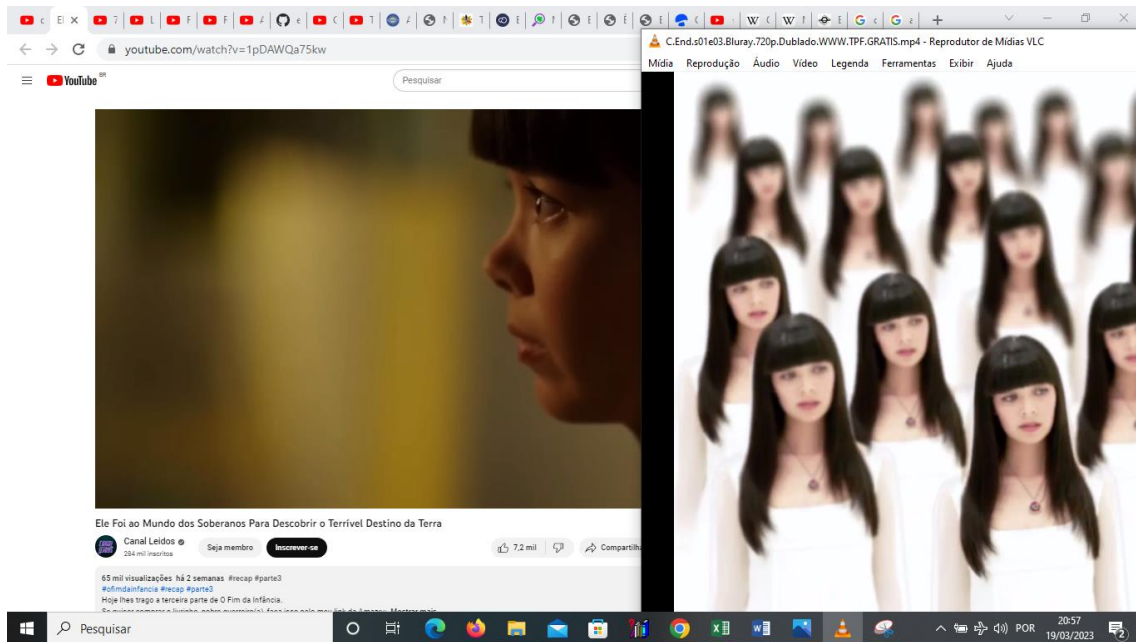 youtube.com/watch?v=1pDAWQa75kw
YouTube BR
Pesquisar
C.End.s01e03.Bluray.720p.Dublado.WWW.TPF.GRATIS.mp4 - Reprodutor de Mídias VLC
Mídia Reprodução Áudio Vídeo Legenda Ferramentas Exibir Ajuda
Ele Foi ao Mundo dos Soberanos Para Descobrir o Terrível Destino da Terra
Canal Leidos
284 mil inscritos
Seja membro
Inscrever-se
7,2 mil
Compartilh
65 mil visualizações há 2 semanas #recap #parte3
#ofimdainfancia #recap #parte3
Hoje lhes trago a terceira parte de O Fim da Infância.
Pesquisar
POR
20:57
19/03/2023